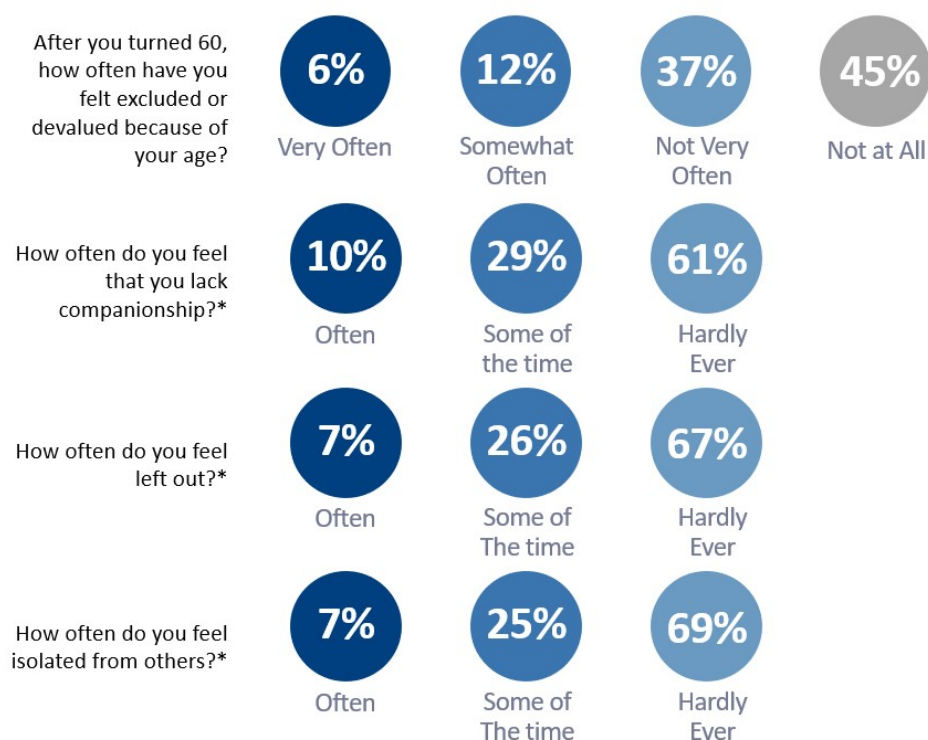 After you turned 60,
how often have you
felt excluded or
devalued because of
your age?
6%
Very Often
12%
Somewhat
Often
37%
Not Very
Often
45%
Not at All
How often do you feel
that you lack
companionship?*
10%
Often
29%
Some of
the time
61%
Hardly
Ever
How often do you feel
left out?*
7%
Often
26%
Some of
The time
67%
Hardly
Ever
How often do you feel
isolated from others?*
7%
Often
25%
Some of
The time
69%
Hardly
Ever